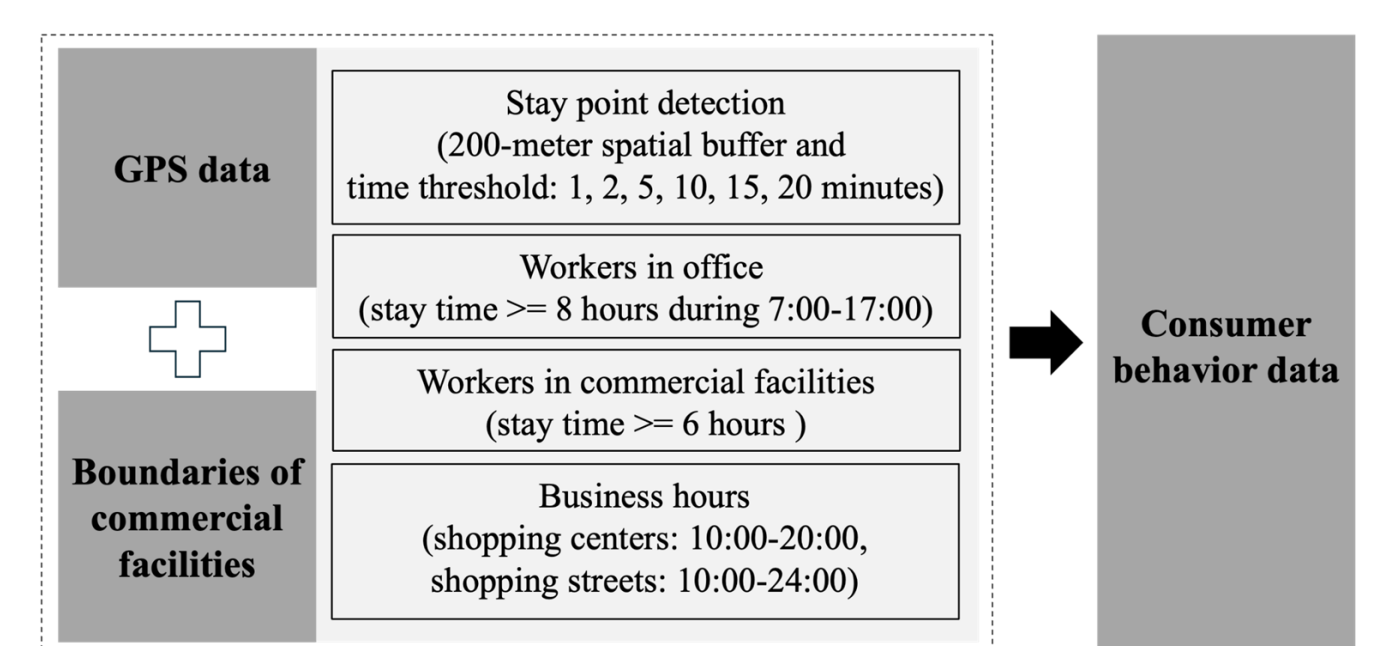 GPS data
Boundaries of
commercial
facilities
Stay point detection
(200-meter spatial buffer and
time threshold: 1, 2, 5, 10, 15, 20 minutes)
Workers in office
(stay time >= 8 hours during 7:00-17:00)
Workers in commercial facilities
(stay time >= 6 hours )
Business hours
(shopping centers: 10:00-20:00,
shopping streets: 10:00-24:00)
Consumer
behavior data